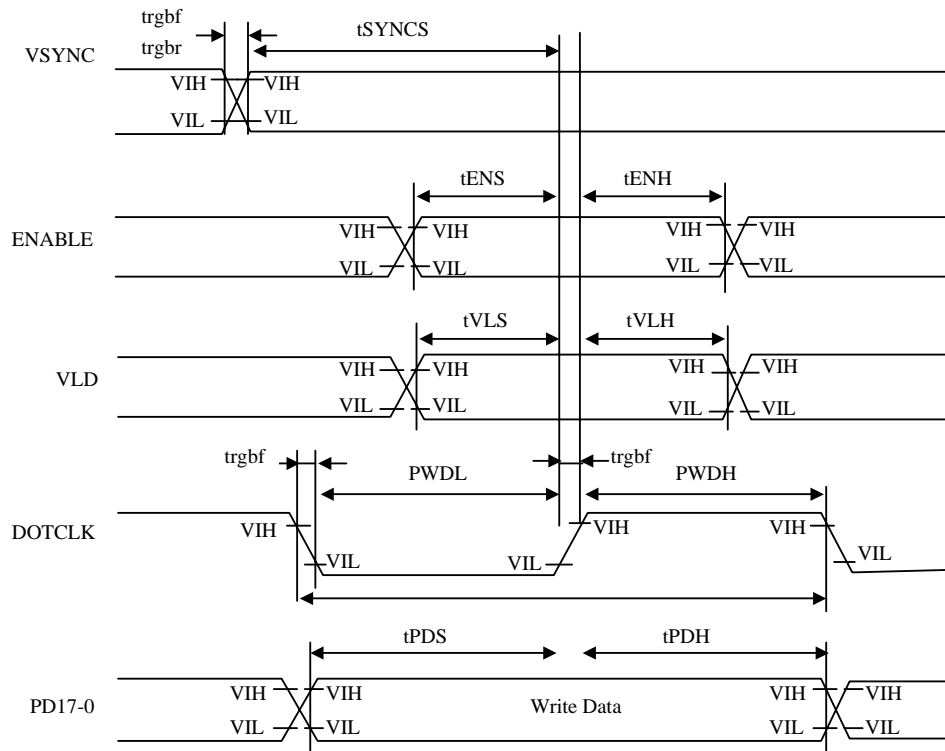 trgbf
trgbr
tSYNCS
VSYNC
VIH VIH
VIL VIL
tENS tENH
ENABLE
VIH VIH VIH VIH
VIL VIL VIL VIL
tVLS tVLH
VLD
VIH VIH VIH VIH
VIL VIL VIL VIL
trgbf trgbf
PWDL PWDH
DOTCLK
VIH VIH VIH
VIL VIL VIL
tPDS tPDH
PD17-0
VIH VIH VIH VIH
Write Data
VIL VIL VIL VIL